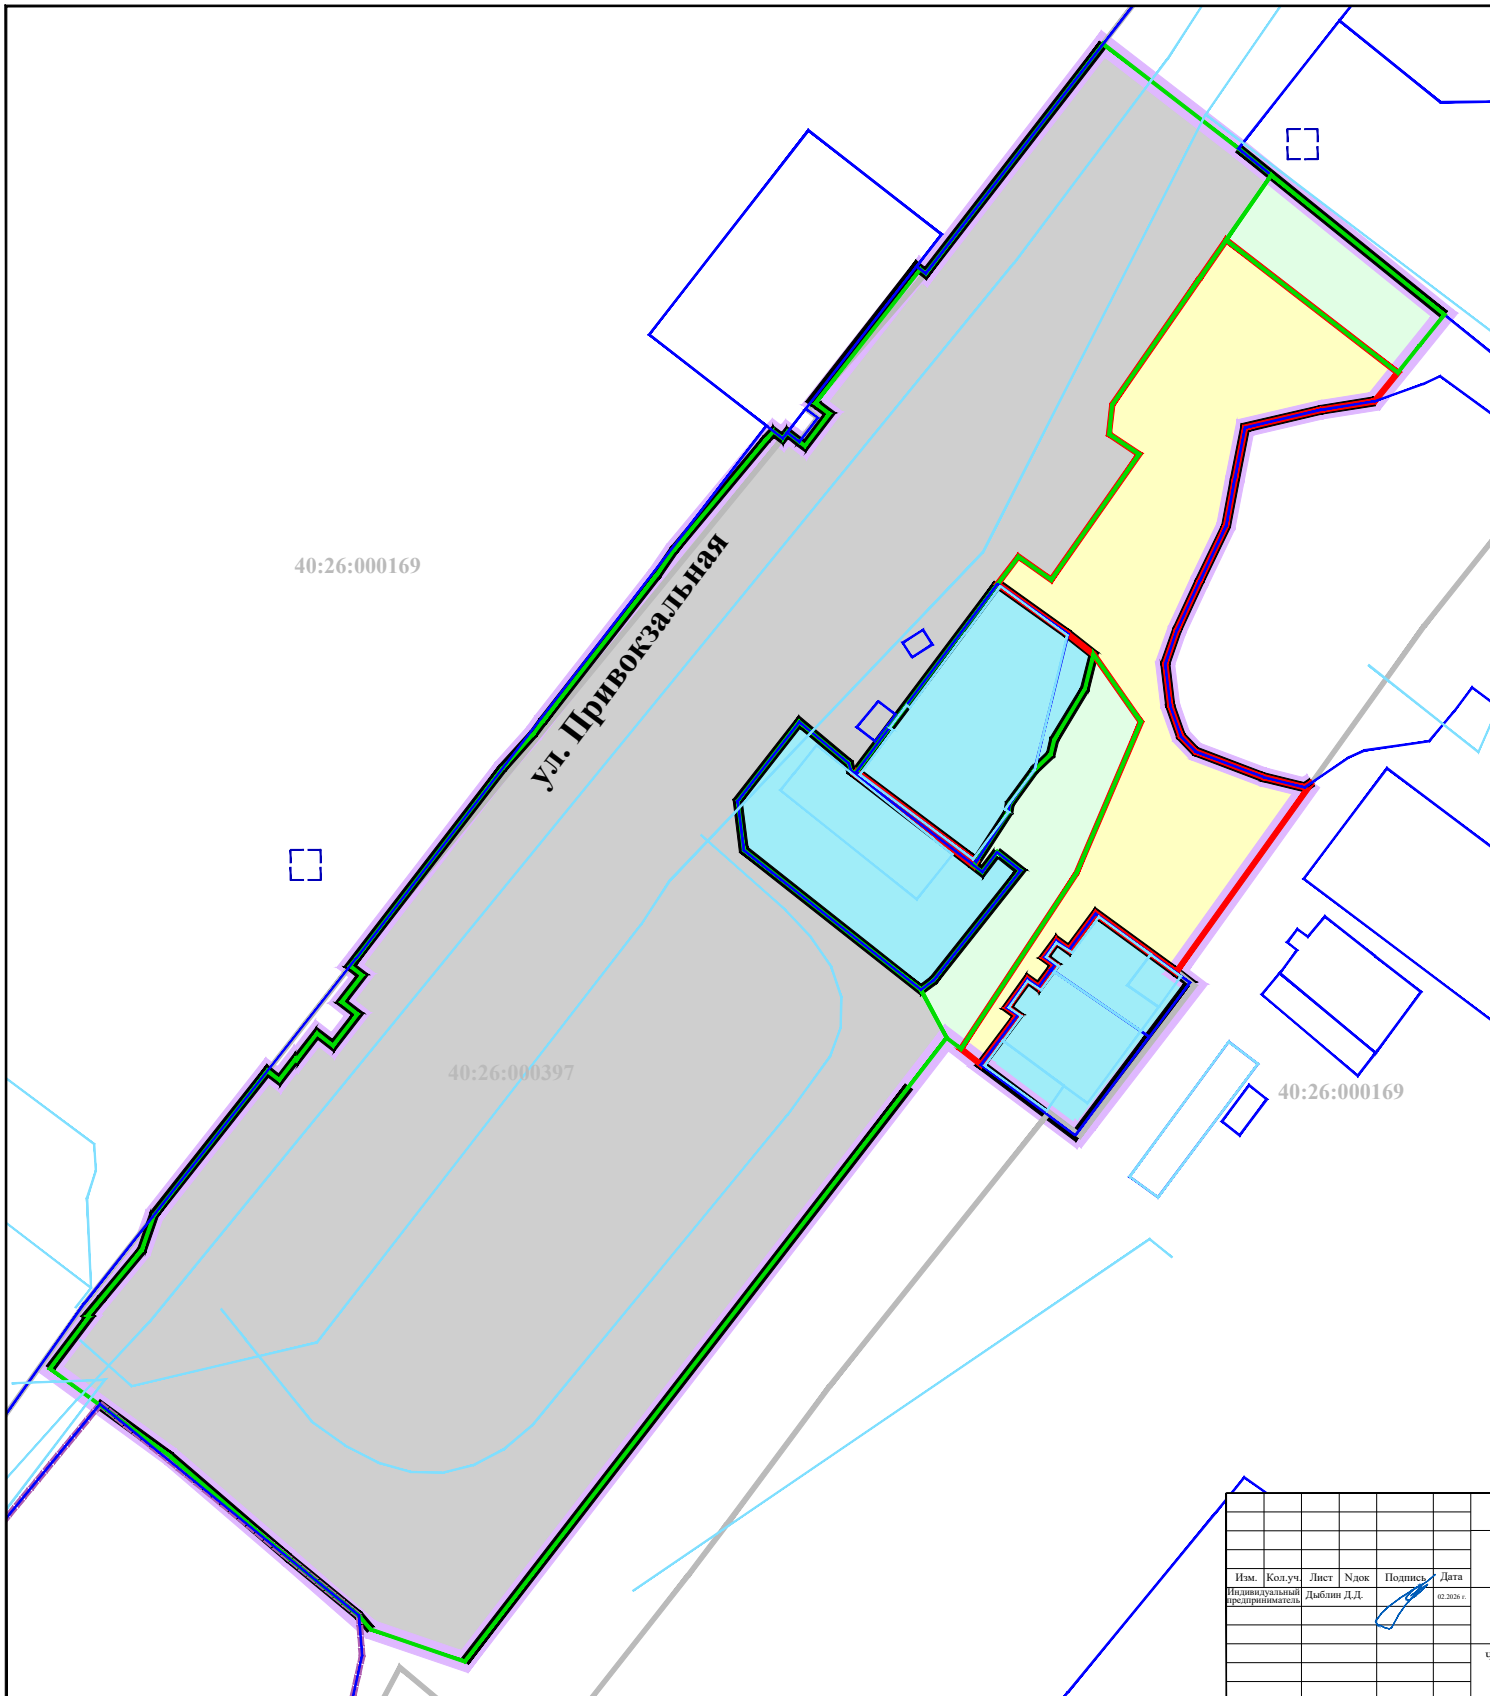 40:26:000169
ул. Привокзальная
40:26:000397
40:26:000169
Изм. Кол.уч. Лист Nдок Подпись Дата
Индивидуальный предприниматель Дыблин Д.Д. 02.2026 г.